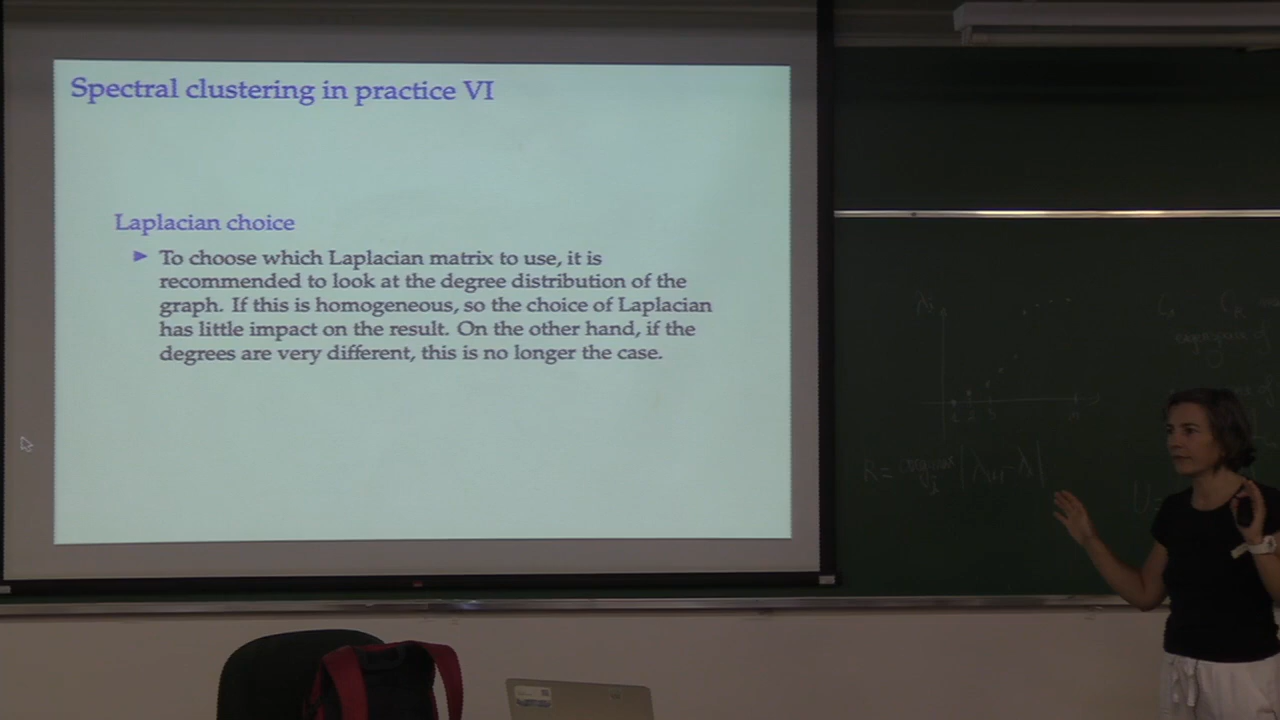 Spectral clustering in practice VI
Laplacian choice
To choose which Laplacian matrix to use, it is
recommended to look at the degree distribution of the
graph. If this is homogeneous, so the choice of Laplacian
has little impact on the result. On the other hand, if the
degrees are very different, this is no longer the case.
λi